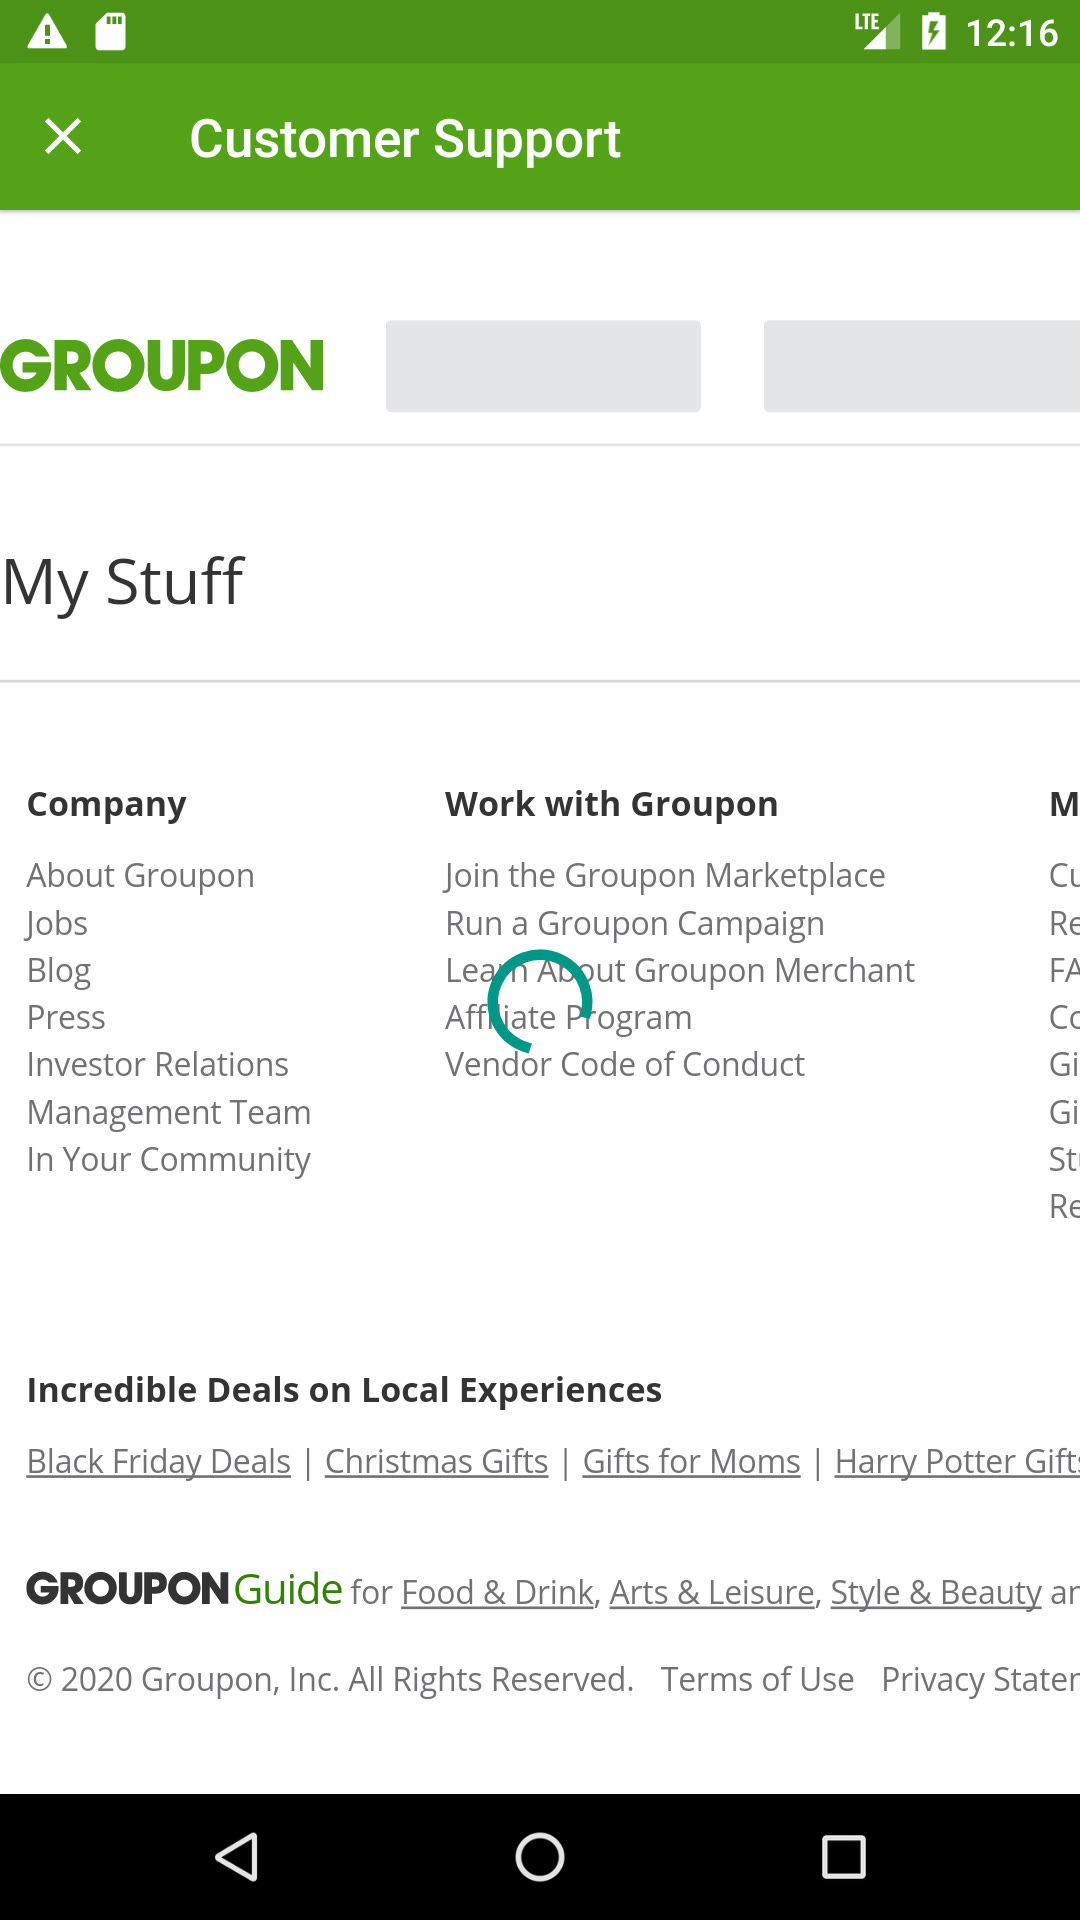 LTE 12:16
Customer Support
GROUPON
My Stuff
Company
About Groupon
Jobs
Blog
Press
Investor Relations
Management Team
In Your Community
Work with Groupon
Join the Groupon Marketplace
Run a Groupon Campaign
Learn About Groupon Merchant
Affiliate Program
Vendor Code of Conduct
M
Cu
Re
FA
Co
Gi
Gi
Stu
Re
Incredible Deals on Local Experiences
Black Friday Deals | Christmas Gifts | Gifts for Moms | Harry Potter Gifts
GROUPON Guide for Food & Drink, Arts & Leisure, Style & Beauty an
© 2020 Groupon, Inc. All Rights Reserved. Terms of Use Privacy Stater